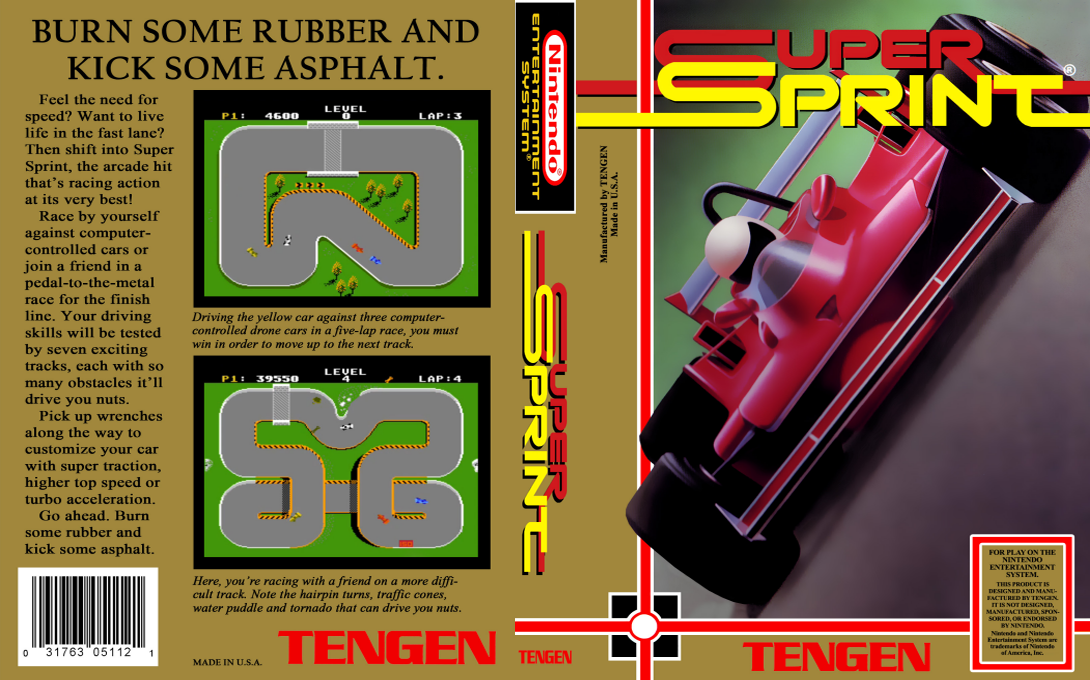 BURN SOME RUBBER AND
KICK SOME ASPHALT.
Feel the need for
speed? Want to live
life in the fast lane?
Then shift into Super
Sprint, the arcade hit
that's racing action
at its very best!
Race by yourself
against computer-
controlled cars or
join a friend in a
pedal-to-the-metal
race for the finish
line. Your driving
skills will be tested
by seven exciting
tracks, each with so
many obstacles it'll
drive you nuts.
Pick up wrenches
along the way to
customize your car
with super traction,
higher top speed or
turbo acceleration.
Go ahead. Burn
some rubber and
kick some asphalt.
P1: 4600 LEVEL 0 LAP:3
Driving the yellow car against three computer-
controlled drone cars in a five-lap race, you must
win in order to move up to the next track.
P1: 39550 LEVEL 4 LAP:4
Here, you're racing with a friend on a more diffi-
cult track. Note the hairpin turns, traffic cones,
water puddle and tornado that can drive you nuts.
0 31763 05112 1
MADE IN U.S.A.
TENGEN
Nintendo®
ENTERTAINMENT
SYSTEM®
Manufactured by TENGEN
Made in U.S.A.
SUPER
SPRINT
TENGEN
SUPER
SPRINT®
FOR PLAY ON THE
NINTENDO
ENTERTAINMENT
SYSTEM.
THIS PRODUCT IS
DESIGNED AND MANU-
FACTURED BY TENGEN.
IT IS NOT DESIGNED,
MANUFACTURED, SPON-
SORED, OR ENDORSED
BY NINTENDO.
Nintendo and Nintendo
Entertainment System are
trademarks of Nintendo
of America, Inc.
TENGEN